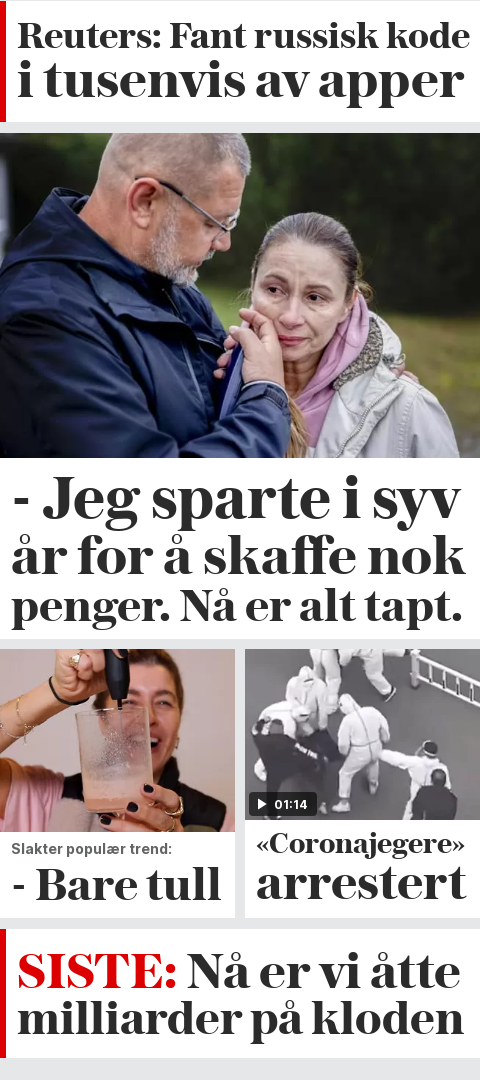 Reuters: Fant russisk kode
i tusenvis av apper
- Jeg sparte i syv
år for å skaffe nok
penger. Nå er alt tapt.
Slakter populær trend:
- Bare tull
01:14
«Coronajegere»
arrestert
SISTE: Nå er vi åtte
milliarder på kloden